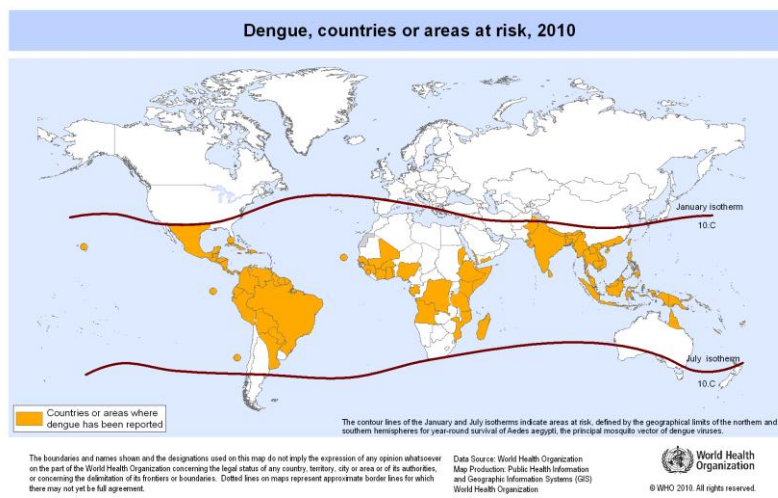 Dengue, countries or areas at risk, 2010
January isotherm
10.C
July isotherm
10.C
Countries or areas where
dengue has been reported
The contour lines of the January and July isotherms indicate areas at risk, defined by the geographical limits of the northern and
southern hemispheres for year-round survival of Aedes aegypti, the principal mosquito vector of dengue viruses.
The boundaries and names shown and the designations used on this map do not imply the expression of any opinion whatsoever
on the part of the World Health Organization concerning the legal status of any country, territory, city or area or of its authorities,
or concerning the delimitation of its frontiers or boundaries. Dotted lines on maps represent approximate border lines for which
there may not yet be full agreement.
Data Source: World Health Organization
Map Production: Public Health Information
and Geographic Information Systems (GIS)
World Health Organization
World Health
Organization
© WHO 2010. All rights reserved.